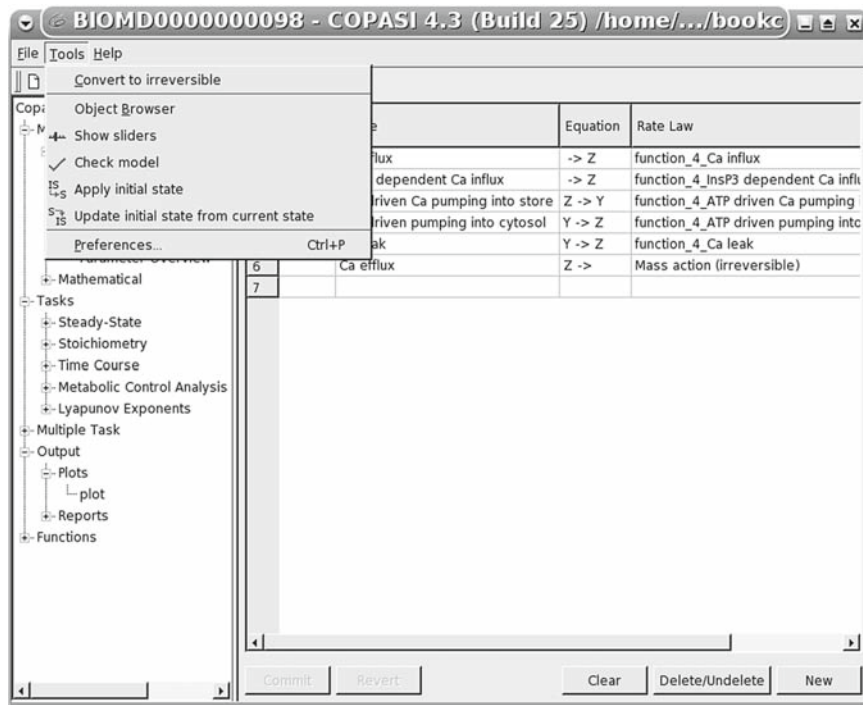 BIOMD0000000098 - COPASI 4.3 (Build 25) /home/.../bookc
File Tools Help
Convert to irreversible
Object Browser
Show sliders
Check model
Apply initial state
Update initial state from current state
Preferences... Ctrl+P
Equation Rate Law
-> Z function_4_Ca influx
dependent Ca influx -> Z function_4_InsP3 dependent Ca influ
driven Ca pumping into store Z -> Y function_4_ATP driven Ca pumping
driven pumping into cytosol Y -> Z function_4_ATP driven pumping into
Y -> Z function_4_Ca leak
6 Ca efflux Z -> Mass action (irreversible)
7
Mathematical
Tasks
Steady-State
Stoichiometry
Time Course
Metabolic Control Analysis
Lyapunov Exponents
Multiple Task
Output
Plots
plot
Reports
Functions
Commit Revert Clear Delete/Undelete New